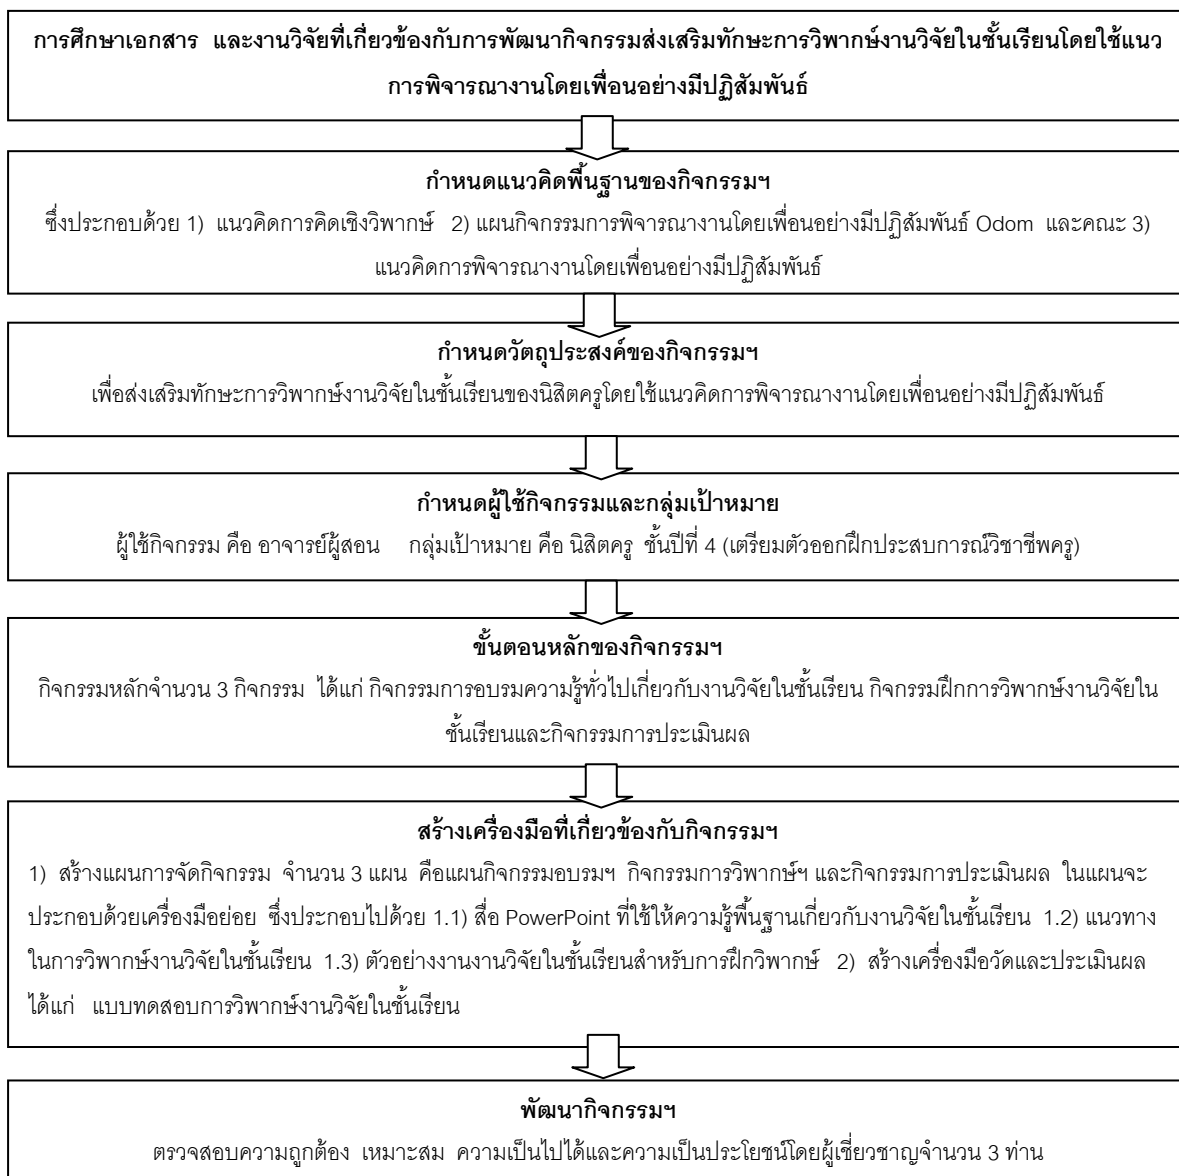 การศึกษาเอกสาร และงานวิจัยที่เกี่ยวข้องกับการพัฒนากิจกรรมส่งเสริมทักษะการวิพากษ์งานวิจัยในชั้นเรียนโดยใช้แนว
การพิจารณางานโดยเพื่อนอย่างมีปฏิสัมพันธ์
กำหนดแนวคิดพื้นฐานของกิจกรรมฯ
ซึ่งประกอบด้วย 1) แนวคิดการคิดเชิงวิพากษ์ 2) แผนกิจกรรมการพิจารณางานโดยเพื่อนอย่างมีปฏิสัมพันธ์ Odom และคณะ 3)
แนวคิดการพิจารณางานโดยเพื่อนอย่างมีปฏิสัมพันธ์
กำหนดวัตถุประสงค์ของกิจกรรมฯ
เพื่อส่งเสริมทักษะการวิพากษ์งานวิจัยในชั้นเรียนของนิสิตครูโดยใช้แนวคิดการพิจารณางานโดยเพื่อนอย่างมีปฏิสัมพันธ์
กำหนดผู้ใช้กิจกรรมและกลุ่มเป้าหมาย
ผู้ใช้กิจกรรม คือ อาจารย์ผู้สอน กลุ่มเป้าหมาย คือ นิสิตครู ชั้นปีที่ 4 (เตรียมตัวออกฝึกประสบการณ์วิชาชีพครู)
ขั้นตอนหลักของกิจกรรมฯ
กิจกรรมหลักจำนวน 3 กิจกรรม ได้แก่ กิจกรรมการอบรมความรู้ทั่วไปเกี่ยวกับงานวิจัยในชั้นเรียน กิจกรรมฝึกการวิพากษ์งานวิจัยใน
ชั้นเรียนและกิจกรรมการประเมินผล
สร้างเครื่องมือที่เกี่ยวข้องกับกิจกรรมฯ
1) สร้างแผนการจัดกิจกรรม จำนวน 3 แผน คือแผนกิจกรรมอบรมฯ กิจกรรมการวิพากษ์ฯ และกิจกรรมการประเมินผล ในแผนจะ
ประกอบด้วยเครื่องมือย่อย ซึ่งประกอบไปด้วย 1.1) สื่อ PowerPoint ที่ใช้ให้ความรู้พื้นฐานเกี่ยวกับงานวิจัยในชั้นเรียน 1.2) แนวทาง
ในการวิพากษ์งานวิจัยในชั้นเรียน 1.3) ตัวอย่างงานงานวิจัยในชั้นเรียนสำหรับการฝึกวิพากษ์ 2) สร้างเครื่องมือวัดและประเมินผล
ได้แก่ แบบทดสอบการวิพากษ์งานวิจัยในชั้นเรียน
พัฒนากิจกรรมฯ
ตรวจสอบความถูกต้อง เหมาะสม ความเป็นไปได้และความเป็นประโยชน์โดยผู้เชี่ยวชาญจำนวน 3 ท่าน